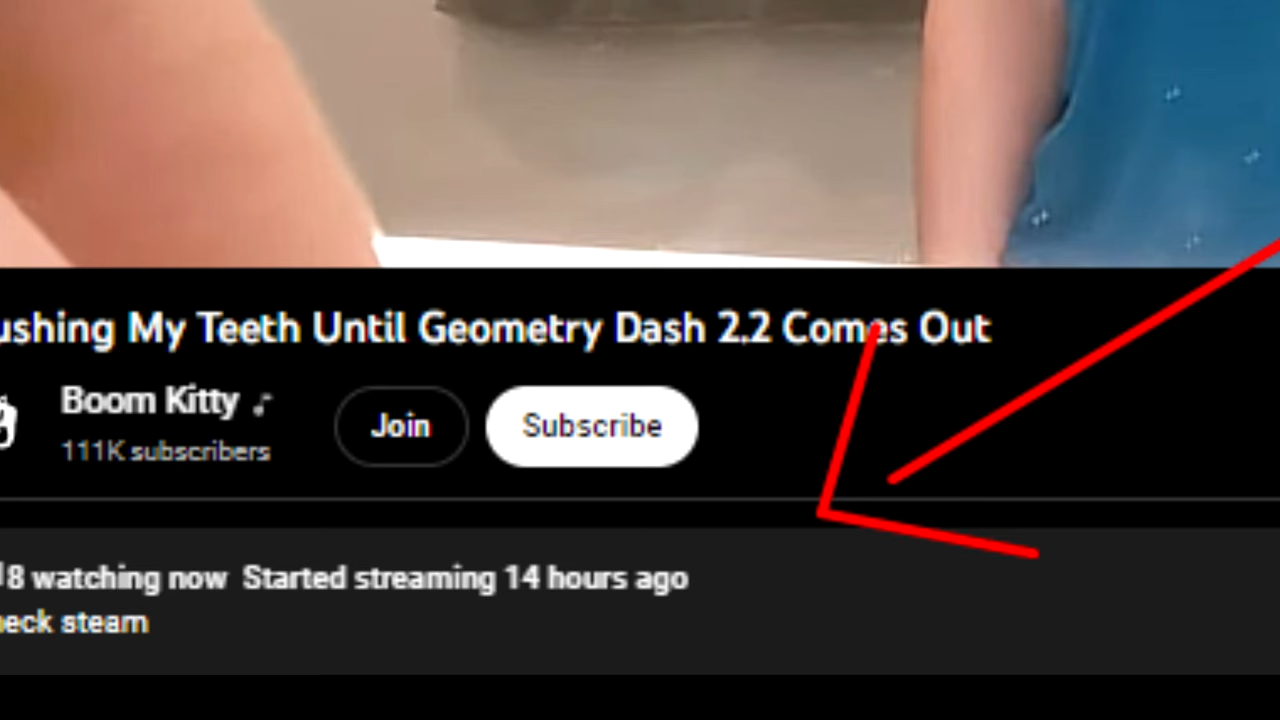 ushing My Teeth Until Geometry Dash 2.2 Comes Out
Boom Kitty ♪
Join
Subscribe
111K subscribers
8 watching now Started streaming 14 hours ago
eck steam